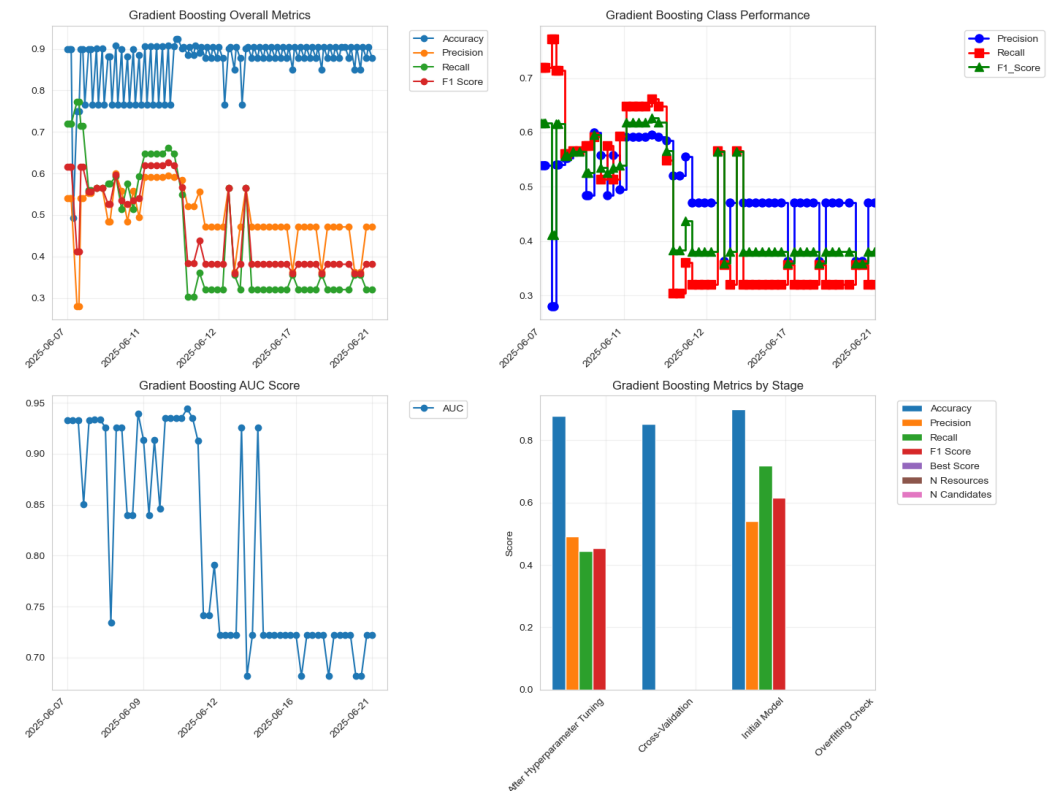 Gradient Boosting Overall Metrics
0.9
0.8
0.7
0.6
0.5
0.4
0.3
2025-06-07
2025-06-11
2025-06-12
2025-06-17
2025-06-21
Accuracy
Precision
Recall
F1 Score
Gradient Boosting Class Performance
0.7
0.6
0.5
0.4
0.3
2025-06-07
2025-06-11
2025-06-12
2025-06-17
2025-06-21
Precision
Recall
F1_Score
Gradient Boosting AUC Score
0.95
0.90
0.85
0.80
0.75
0.70
2025-06-07
2025-06-09
2025-06-12
2025-06-16
2025-06-21
AUC
Gradient Boosting Metrics by Stage
Score
0.8
0.6
0.4
0.2
0.0
After Hyperparameter Tuning
Cross-Validation
Initial Model
Overfitting Check
Accuracy
Precision
Recall
F1 Score
Best Score
N Resources
N Candidates